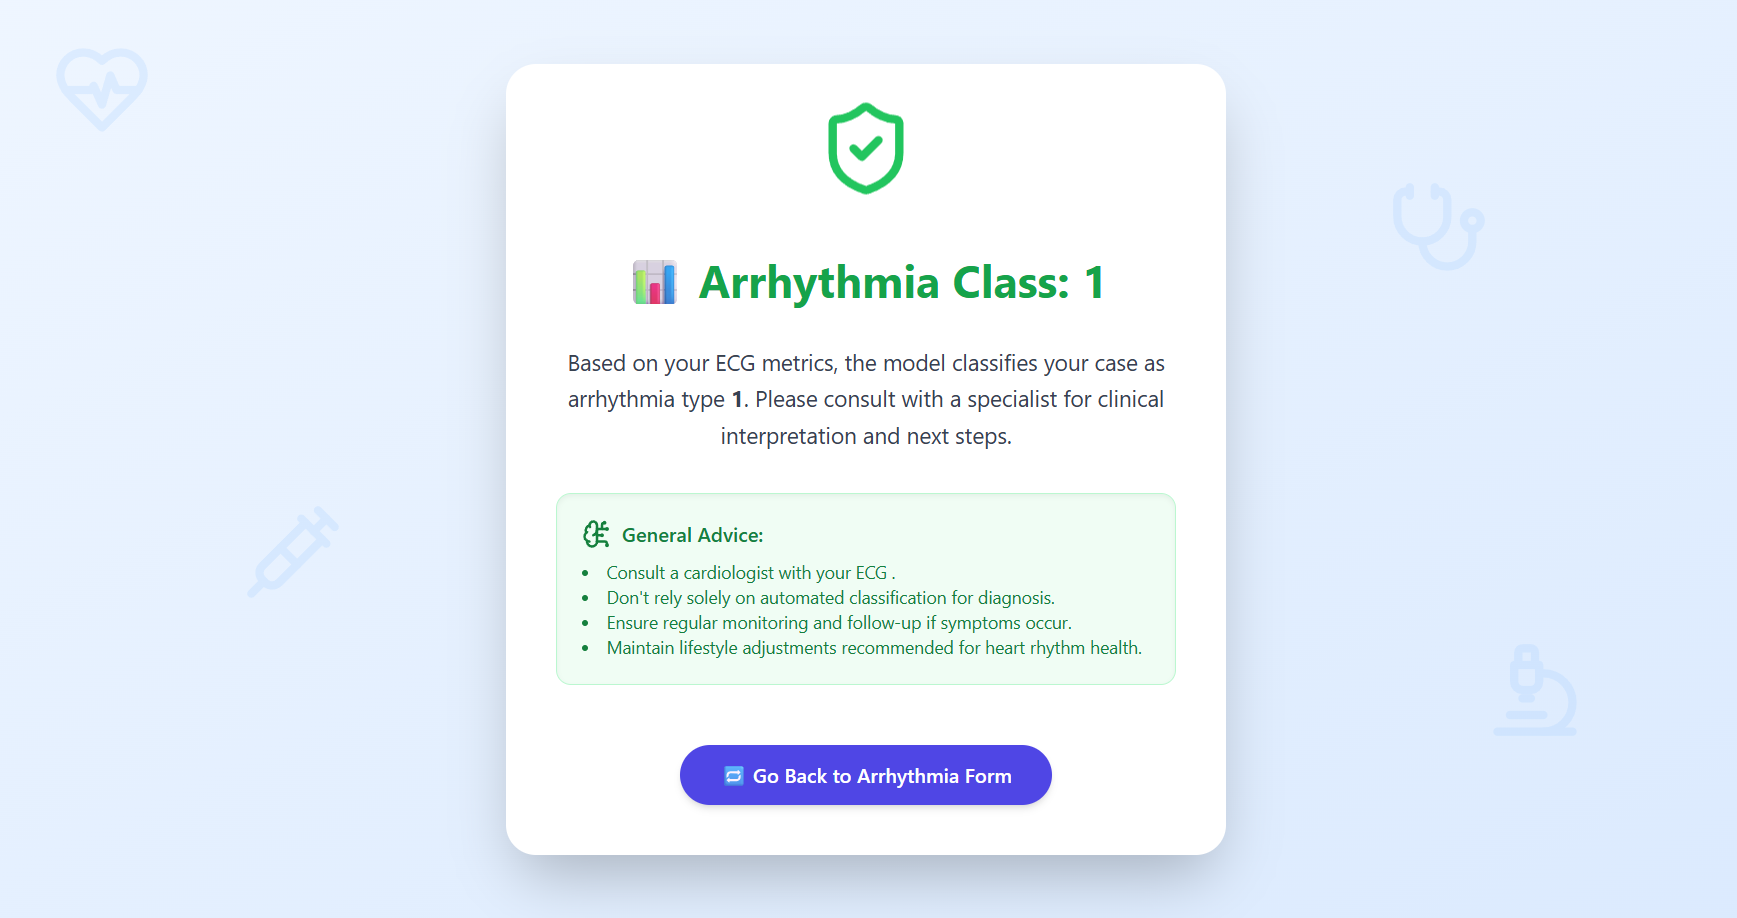 Arrhythmia Class: 1
Based on your ECG metrics, the model classifies your case as
arrhythmia type 1. Please consult with a specialist for clinical
interpretation and next steps.
General Advice:
• Consult a cardiologist with your ECG .
• Don't rely solely on automated classification for diagnosis.
• Ensure regular monitoring and follow-up if symptoms occur.
• Maintain lifestyle adjustments recommended for heart rhythm health.
Go Back to Arrhythmia Form